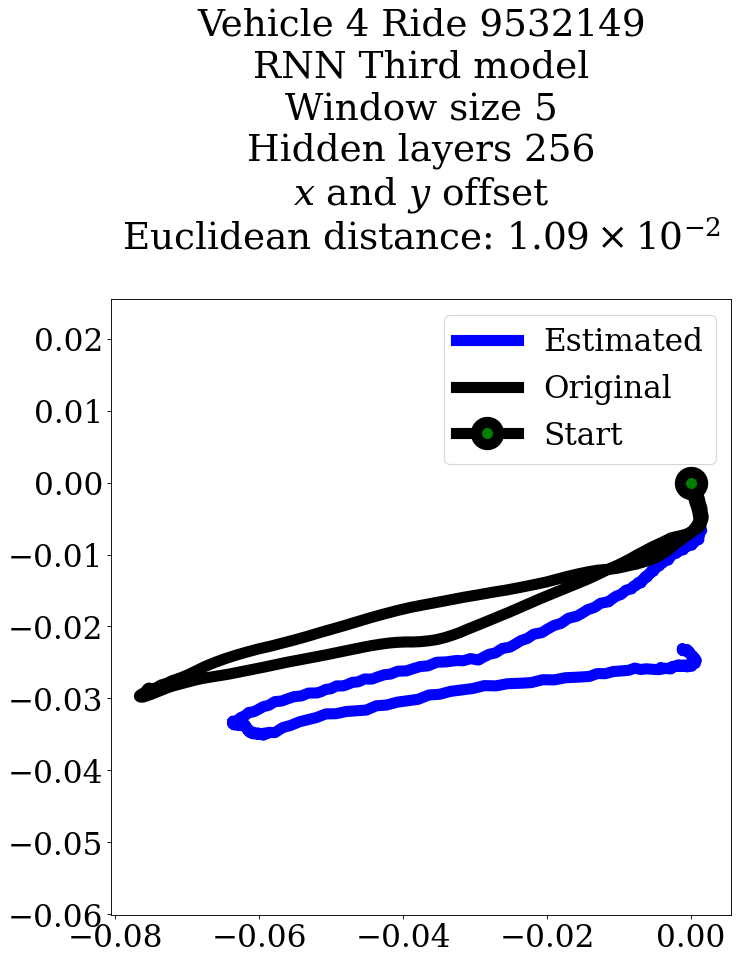 Vehicle 4 Ride 9532149
RNN Third model
Window size 5
Hidden layers 256
x and y offset
Euclidean distance: 1.09 × 10⁻²
Estimated
Original
Start
0.02
0.01
0.00
−0.01
−0.02
−0.03
−0.04
−0.05
−0.06
−0.08 −0.06 −0.04 −0.02 0.00